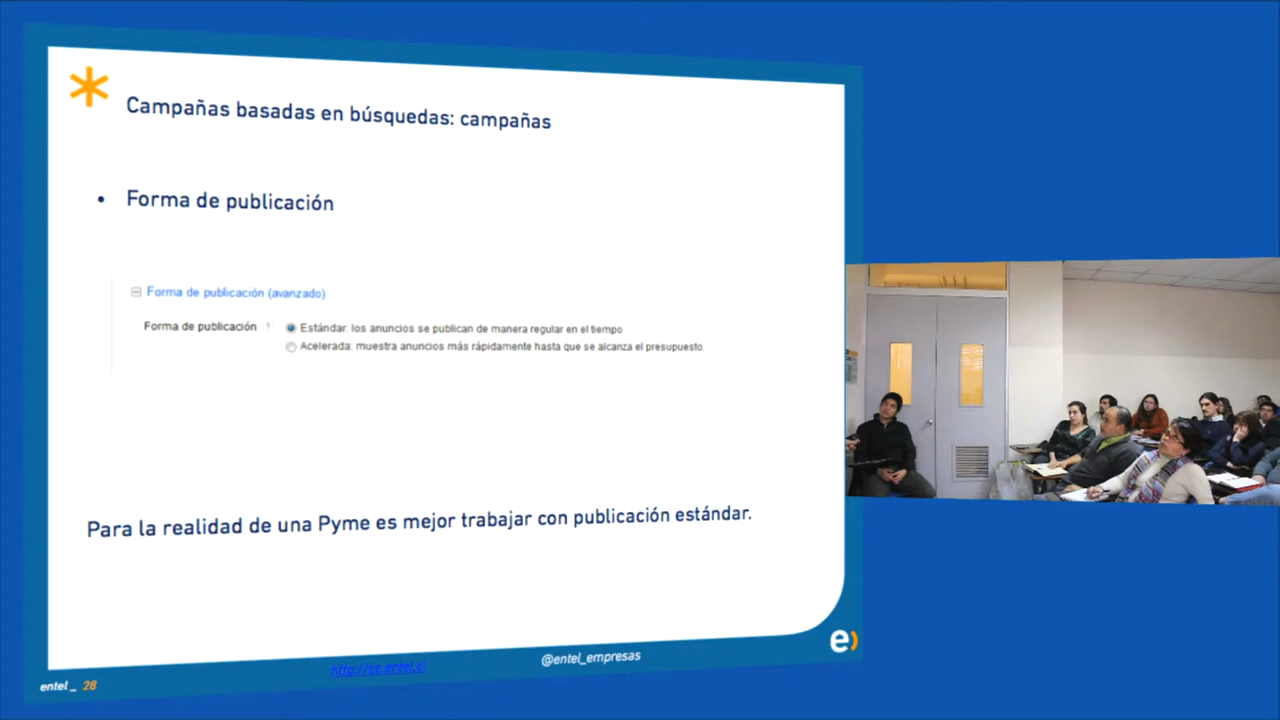 Campañas basadas en búsquedas: campañas
• Forma de publicación
Forma de publicación (avanzado)
Forma de publicación ? Estándar: los anuncios se publican de manera regular en el tiempo
Acelerada: muestra anuncios más rápidamente hasta que se alcanza el presupuesto.
Para la realidad de una Pyme es mejor trabajar con publicación estándar.
e)
entel_ 28
http://cc.entel.cl
@entel_empresas